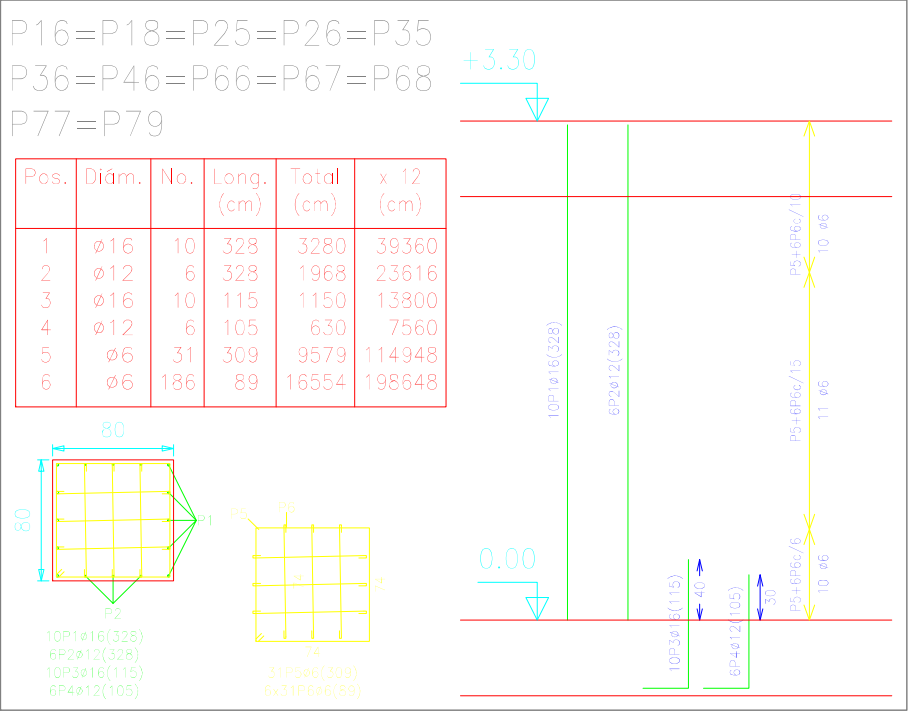 P16=P18=P25=P26=P35
P36=P46=P66=P67=P68
P77=P79
Pos. Diám. No. Long. (cm) Total (cm) x 12 (cm)
1 ø16 10 328 3280 39360
2 ø12 6 328 1968 23616
3 ø16 10 115 1150 13800
4 ø12 6 105 630 7560
5 ø6 31 309 9579 114948
6 ø6 186 89 16554 198648
80
80
P1
P2
10P1ø16(328)
6P2ø12(328)
10P3ø16(115)
6P4ø12(105)
74
31P5ø6(309)
+3.30
0.00
10P1ø16(328)
6P2ø12(328)
10P3ø16(115)
40
6P4ø12(105)
30
P5+6P6c/10
10 ø6
P5+6P6c/15
11 ø6
P5+6P6c/6
10 ø6